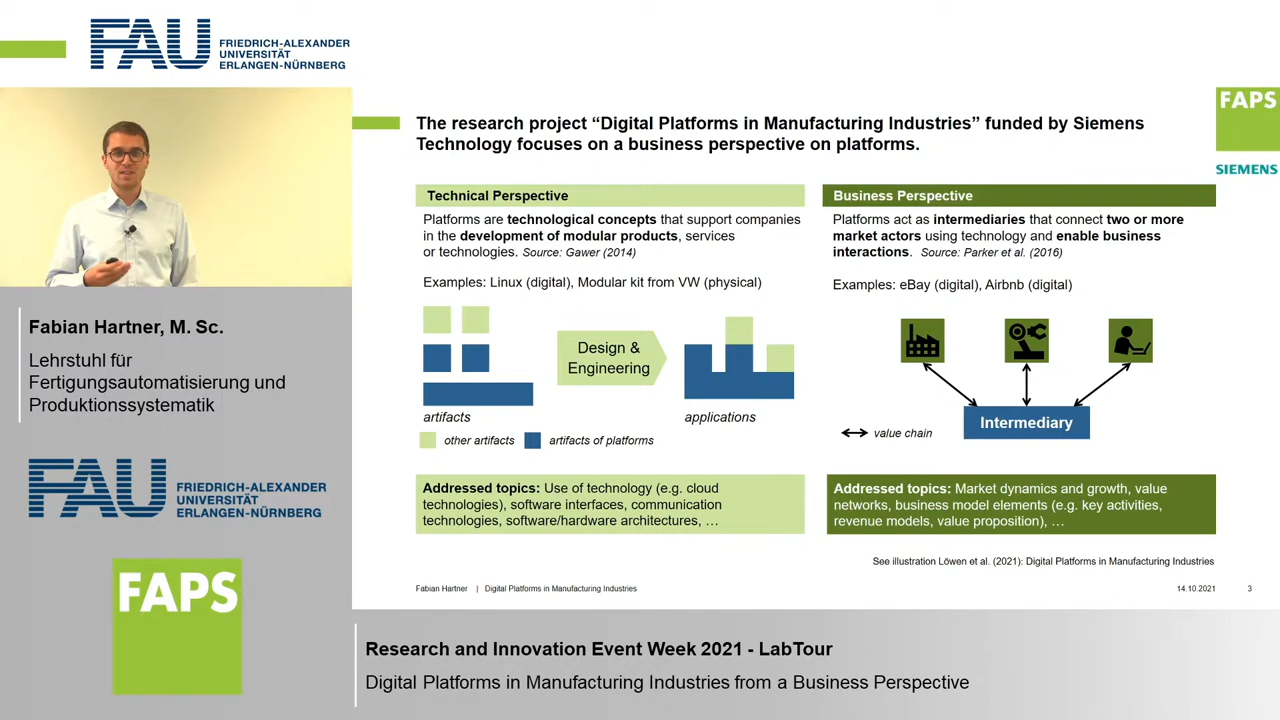 FAU FRIEDRICH-ALEXANDER
UNIVERSITÄT
ERLANGEN-NÜRNBERG
FAPS
SIEMENS
The research project “Digital Platforms in Manufacturing Industries” funded by Siemens
Technology focuses on a business perspective on platforms.
Technical Perspective
Platforms are technological concepts that support companies
in the development of modular products, services
or technologies. Source: Gawer (2014)
Examples: Linux (digital), Modular kit from VW (physical)
Design &
Engineering
artifacts
applications
other artifacts
artifacts of platforms
Addressed topics: Use of technology (e.g. cloud
technologies), software interfaces, communication
technologies, software/hardware architectures, …
Business Perspective
Platforms act as intermediaries that connect two or more
market actors using technology and enable business
interactions. Source: Parker et al. (2016)
Examples: eBay (digital), Airbnb (digital)
Intermediary
value chain
Addressed topics: Market dynamics and growth, value
networks, business model elements (e.g. key activities,
revenue models, value proposition), …
See illustration Löwen et al. (2021): Digital Platforms in Manufacturing Industries
Fabian Hartner | Digital Platforms in Manufacturing Industries
14.10.2021 3
Fabian Hartner, M. Sc.
Lehrstuhl für
Fertigungsautomatisierung und
Produktionssystematik
FAU FRIEDRICH-ALEXANDER
UNIVERSITÄT
ERLANGEN-NÜRNBERG
FAPS
Research and Innovation Event Week 2021 - LabTour
Digital Platforms in Manufacturing Industries from a Business Perspective